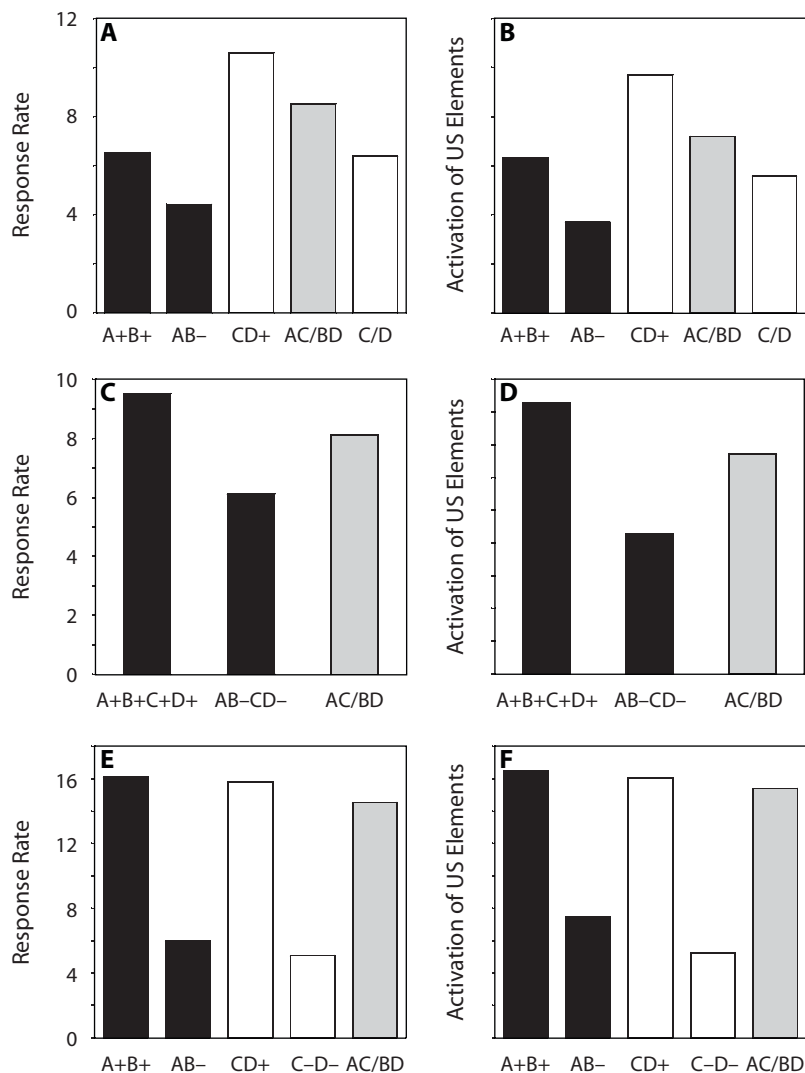 A
Response Rate
12
8
4
0
A+B+ AB– CD+ AC/BD C/D
B
Activation of US Elements
A+B+ AB– CD+ AC/BD C/D
C
Response Rate
10
8
6
4
2
0
A+B+C+D+ AB–CD– AC/BD
D
Activation of US Elements
A+B+C+D+ AB–CD– AC/BD
E
Response Rate
16
12
8
4
0
A+B+ AB– CD+ C–D– AC/BD
F
Activation of US Elements
A+B+ AB– CD+ C–D– AC/BD